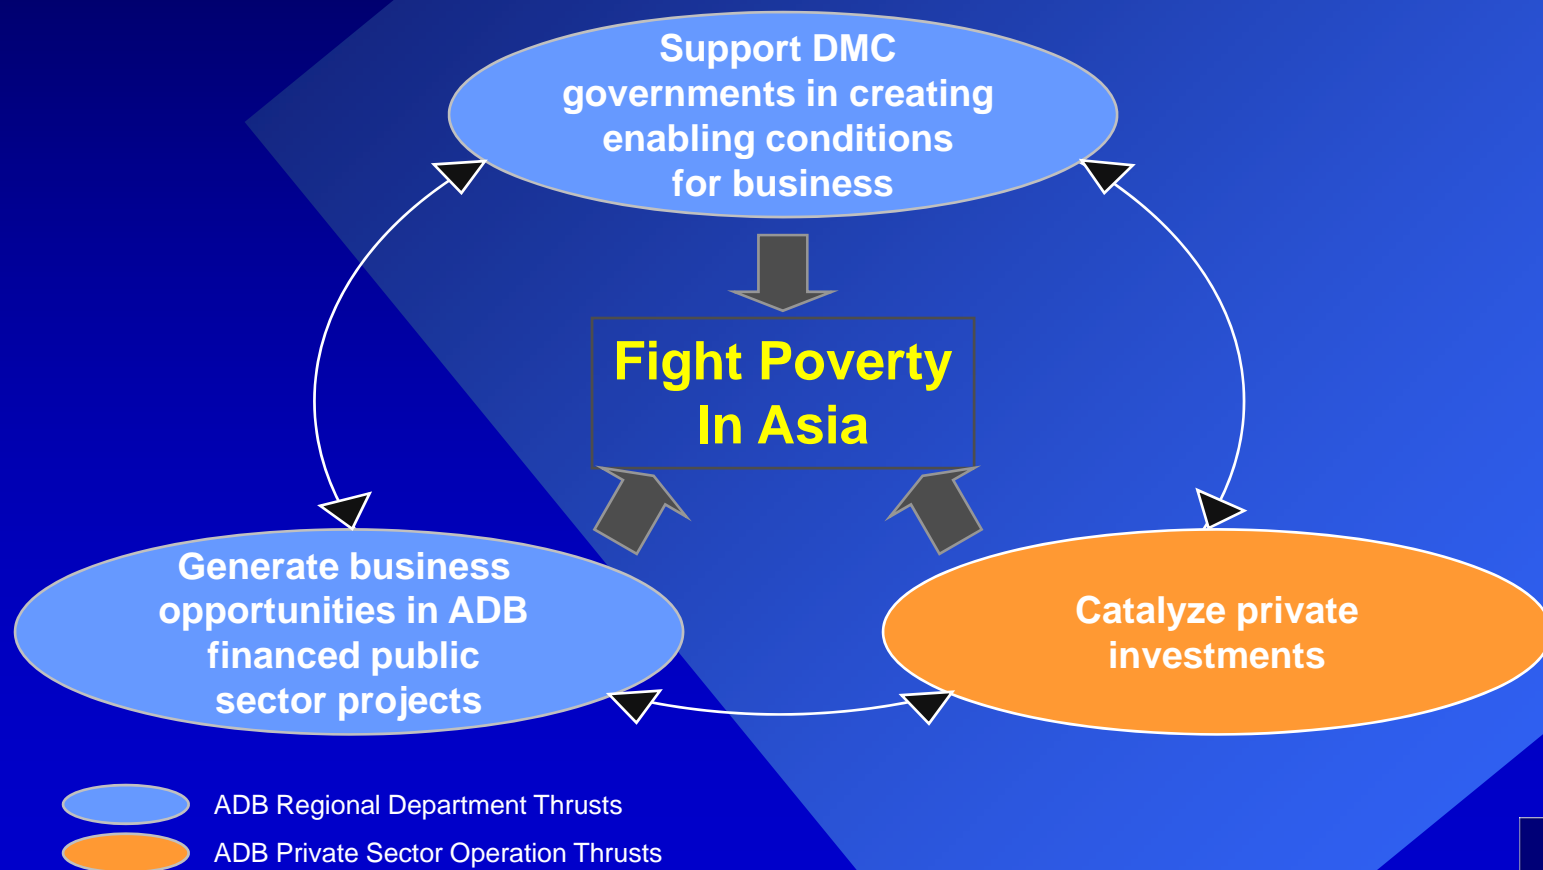 Support DMC
governments in creating
enabling conditions
for business
Fight Poverty
In Asia
Generate business
opportunities in ADB
financed public
sector projects
Catalyze private
investments
ADB Regional Department Thrusts
ADB Private Sector Operation Thrusts